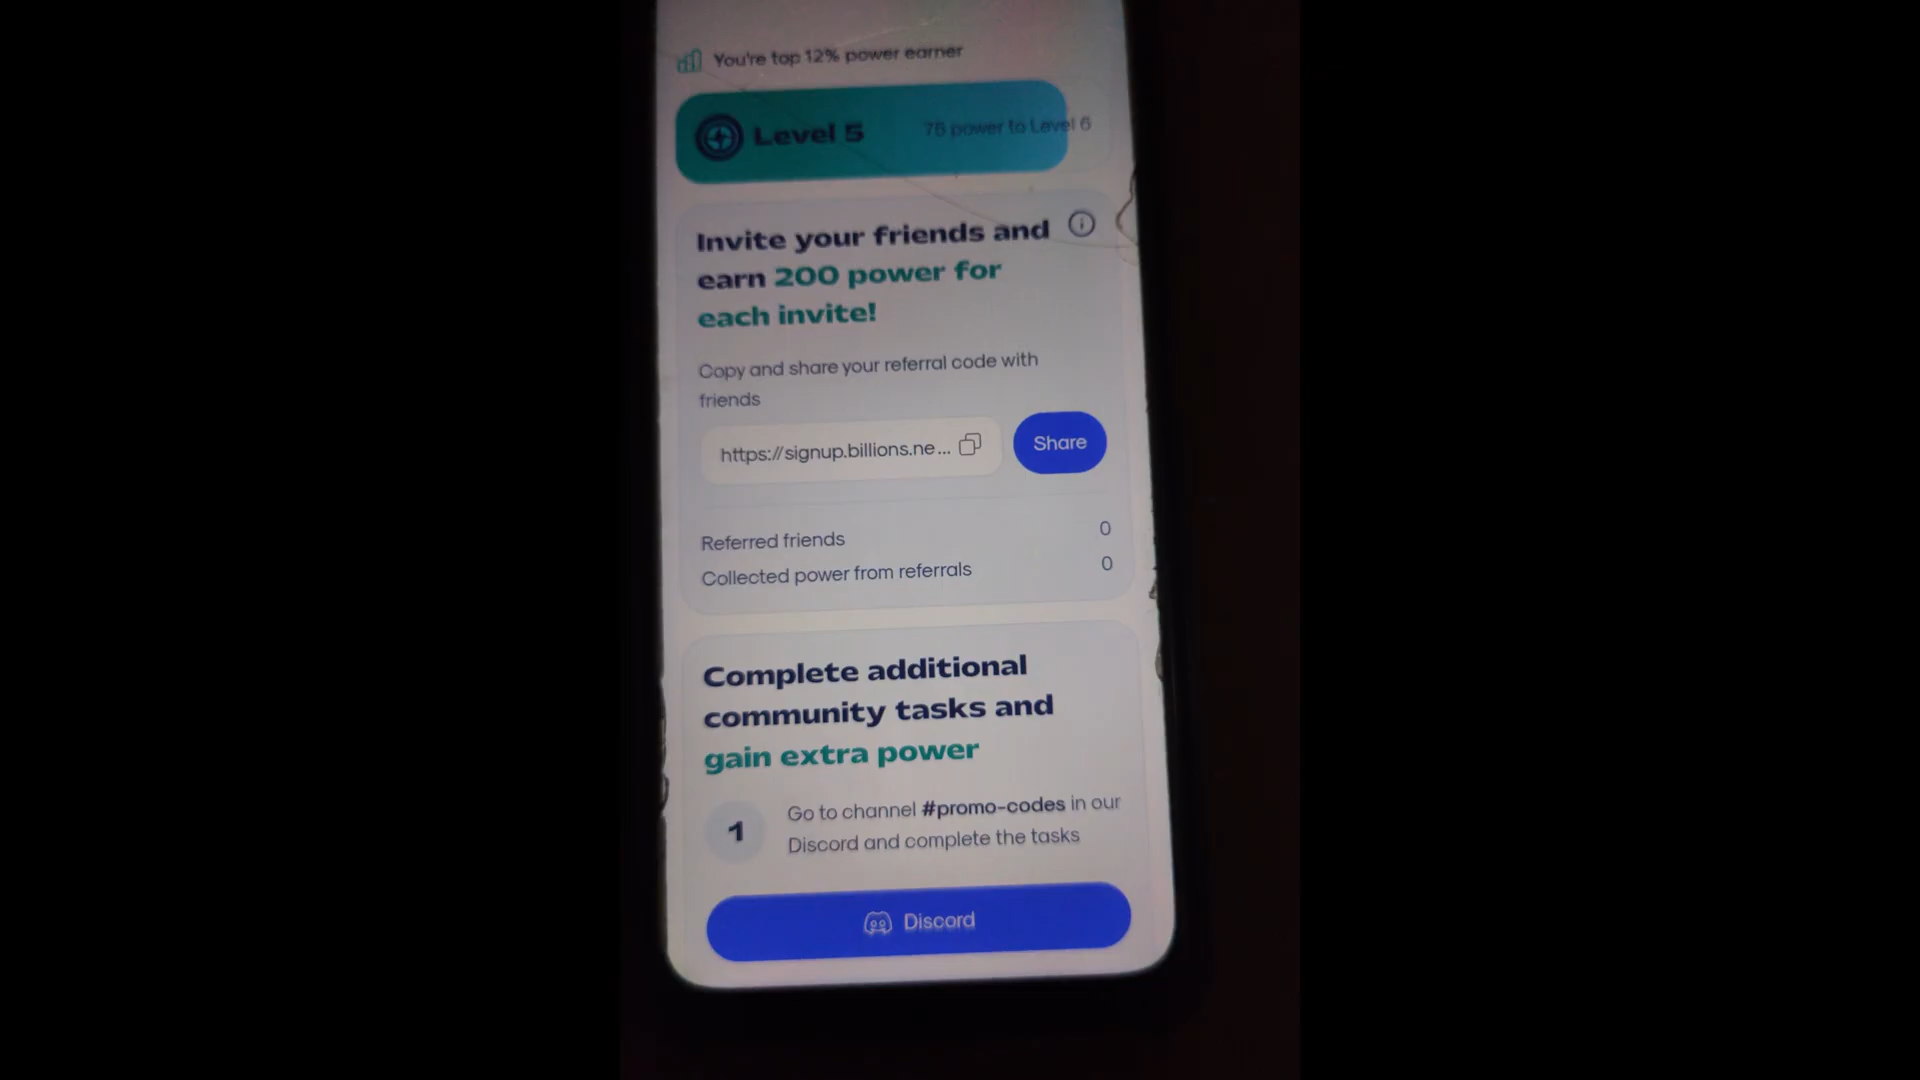 You're top 12% power earner
Level 5
76 power to Level 6
Invite your friends and
earn 200 power for
each invite!
Copy and share your referral code with
friends
https://signup.billions.ne...
Share
Referred friends 0
Collected power from referrals 0
Complete additional
community tasks and
gain extra power
1
Go to channel #promo-codes in our
Discord and complete the tasks
Discord